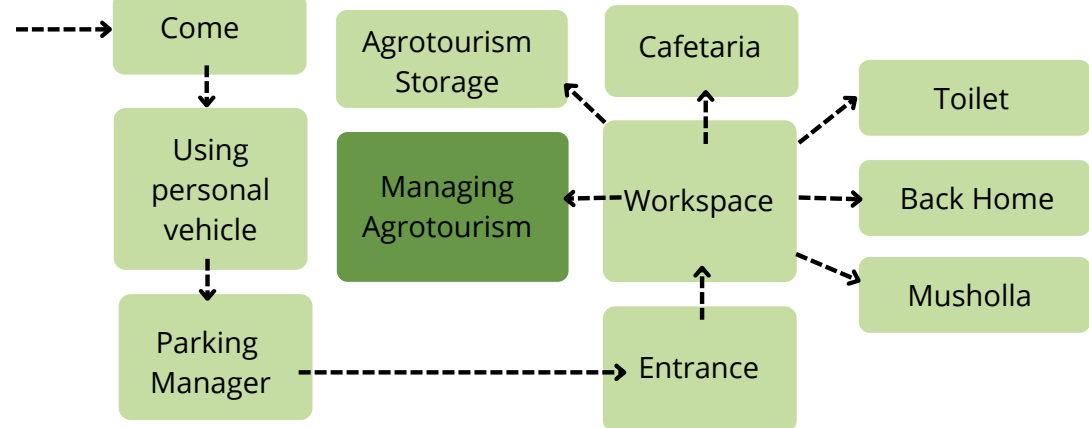 Come
Using
personal
vehicle
Parking
Manager
Agrotourism
Storage
Managing
Agrotourism
Cafetaria
Workspace
Entrance
Toilet
Back Home
Musholla